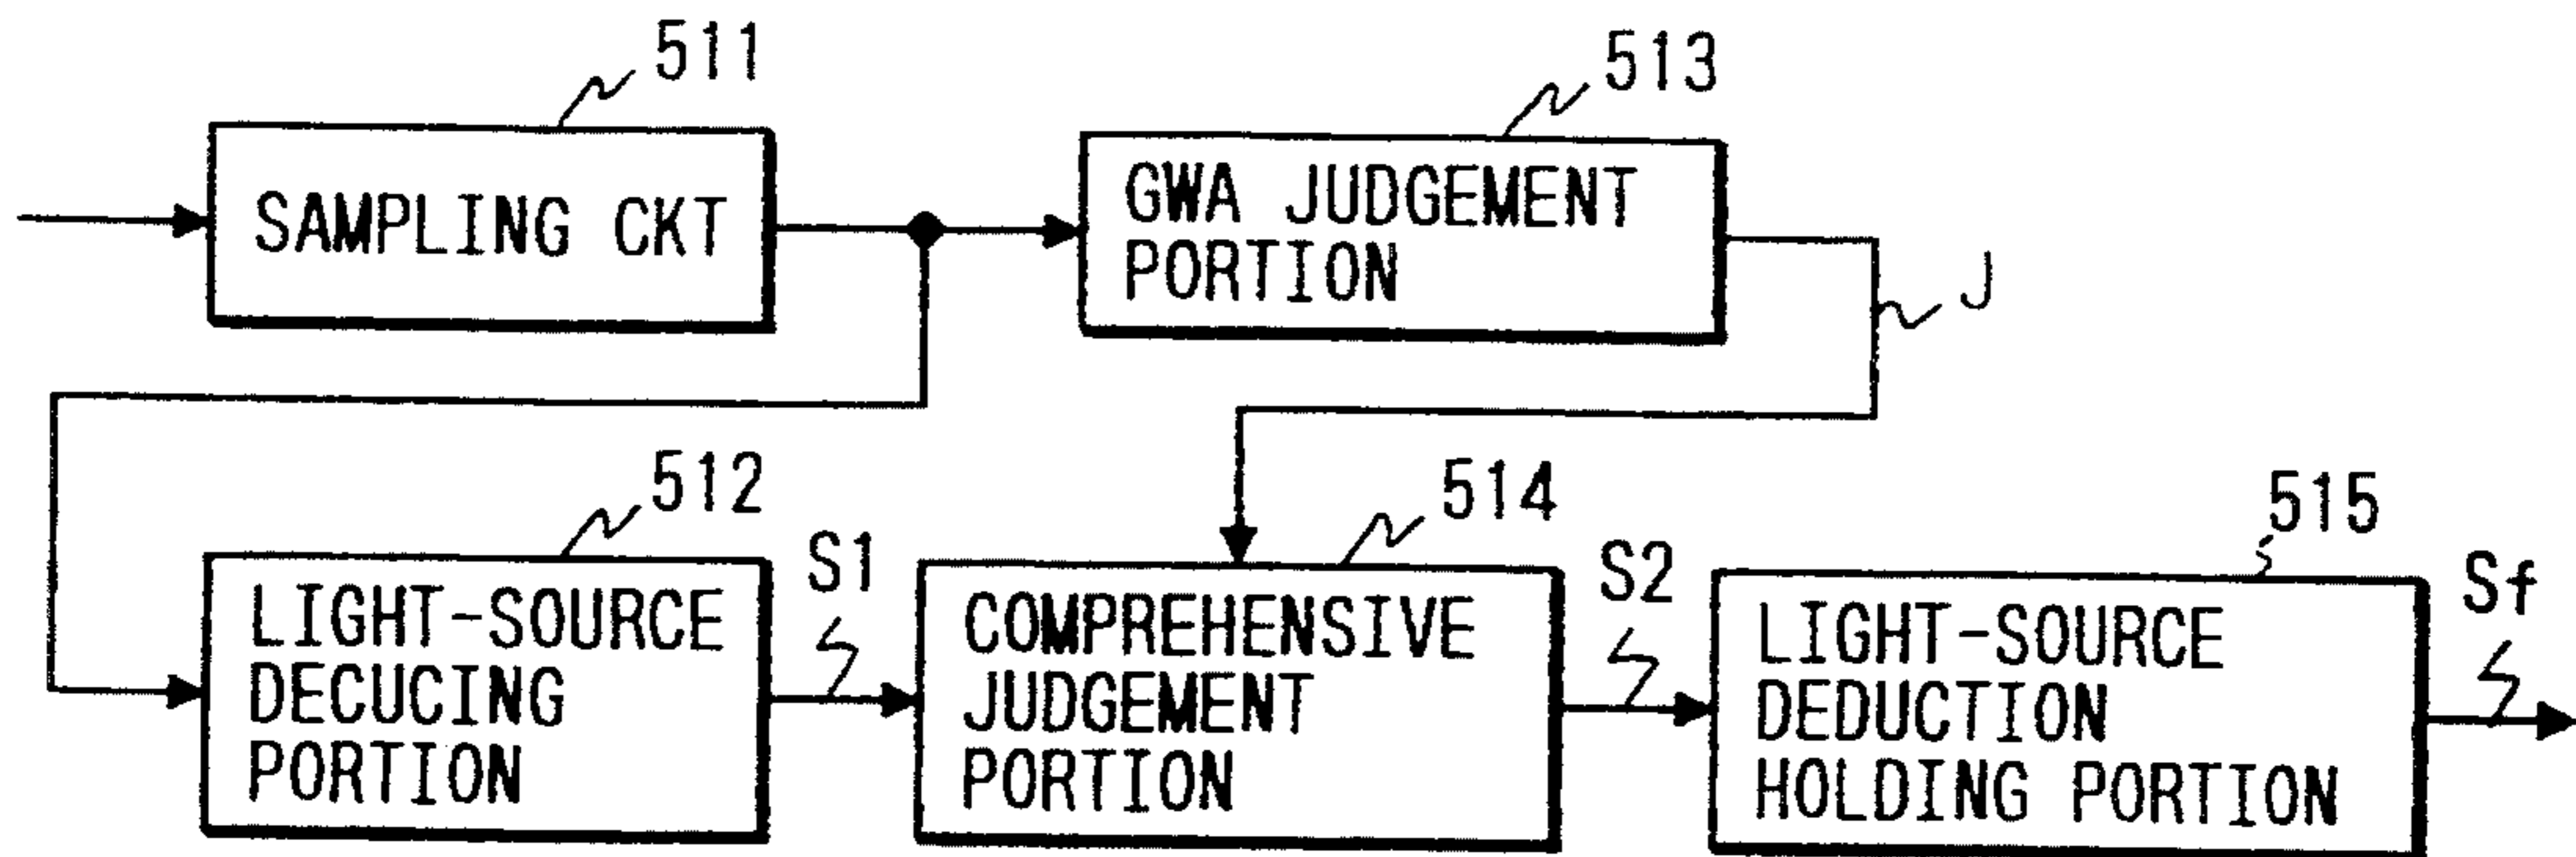 511
513
SAMPLING CKT
GWA JUDGEMENT
PORTION
J
512
514
515
S1
S2
Sf
LIGHT-SOURCE
DECUCING
PORTION
COMPREHENSIVE
JUDGEMENT
PORTION
LIGHT-SOURCE
DEDUCTION
HOLDING PORTION